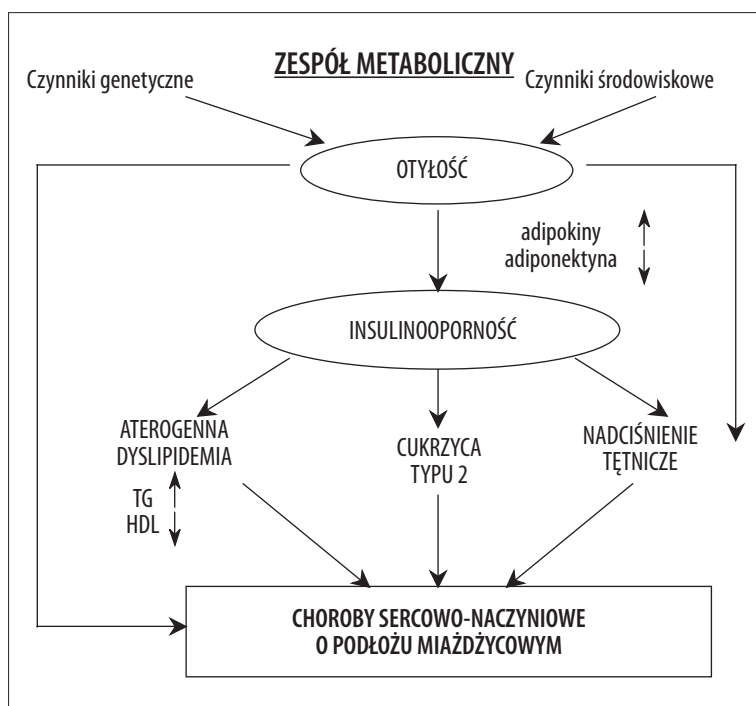 ZESPÓŁ METABOLICZNY
Czynniki genetyczne
Czynniki środowiskowe
OTYŁOŚĆ
adipokiny
adiponektyna
INSULINOOPORNOŚĆ
ATEROGENNA
DYSLIPIDEMIA
TG
HDL
CUKRZYCA
TYPU 2
NADCIŚNIENIE
TĘTNICZE
CHOROBY SERCOWO-NACZYNIOWE
O PODŁOŻU MIAŻDŻYCOWYM